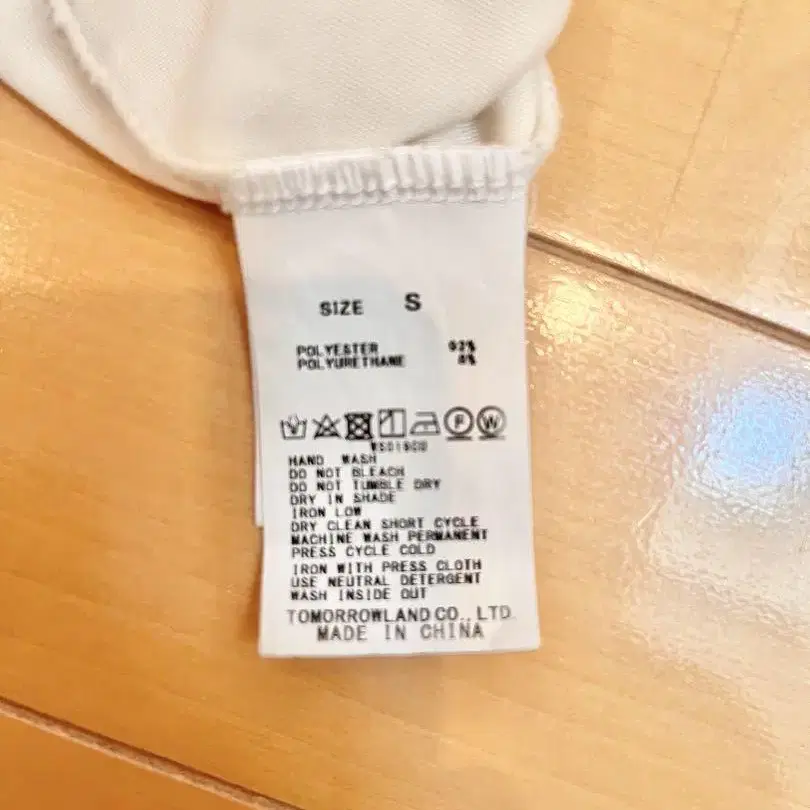 SIZE S
POLYESTER 92%
POLYURETHANE 8%
F W
HAND WASH
DO NOT BLEACH
DO NOT TUMBLE DRY
DRY IN SHADE
IRON LOW
DRY CLEAN SHORT CYCLE
MACHINE WASH PERMANENT
PRESS CYCLE COLD
IRON WITH PRESS CLOTH
USE NEUTRAL DETERGENT
WASH INSIDE OUT
TOMORROWLAND CO., LTD.
MADE IN CHINA